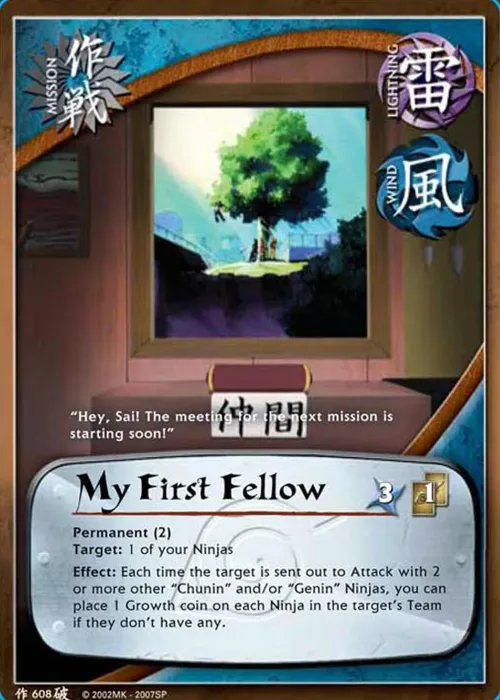 MISSION
作戦
LIGHTNING
雷
WIND
風
"Hey, Sai! The meeting for the next mission is
starting soon!"
仲間
My First Fellow
3
1
Permanent (2)
Target: 1 of your Ninjas
Effect: Each time the target is sent out to Attack with 2
or more other "Chunin" and/or "Genin" Ninjas, you can
place 1 Growth coin on each Ninja in the target's Team
if they don't have any.
作 608 破 © 2002MK - 2007SP